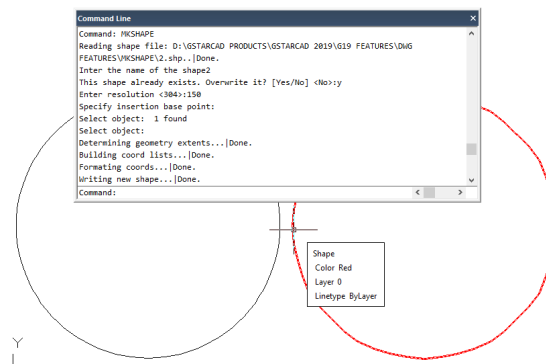 Command Line
Command: MKSHAPE
Reading shape file: D:\GSTARCAD PRODUCTS\GSTARCAD 2019\G19 FEATURES\DWG
FEATURES\MKSHAPE\2.shp..|Done.
Inter the name of the shape2
This shape already exists. Overwrite it? [Yes/No] <No>:y
Enter resolution <304>:150
Specify insertion base point:
Select object:  1 found
Select object:
Determining geometry extents...|Done.
Building coord lists...|Done.
Formating coords...|Done.
Writing new shape...|Done.
Command:
Shape
Color Red
Layer 0
Linetype ByLayer
Y